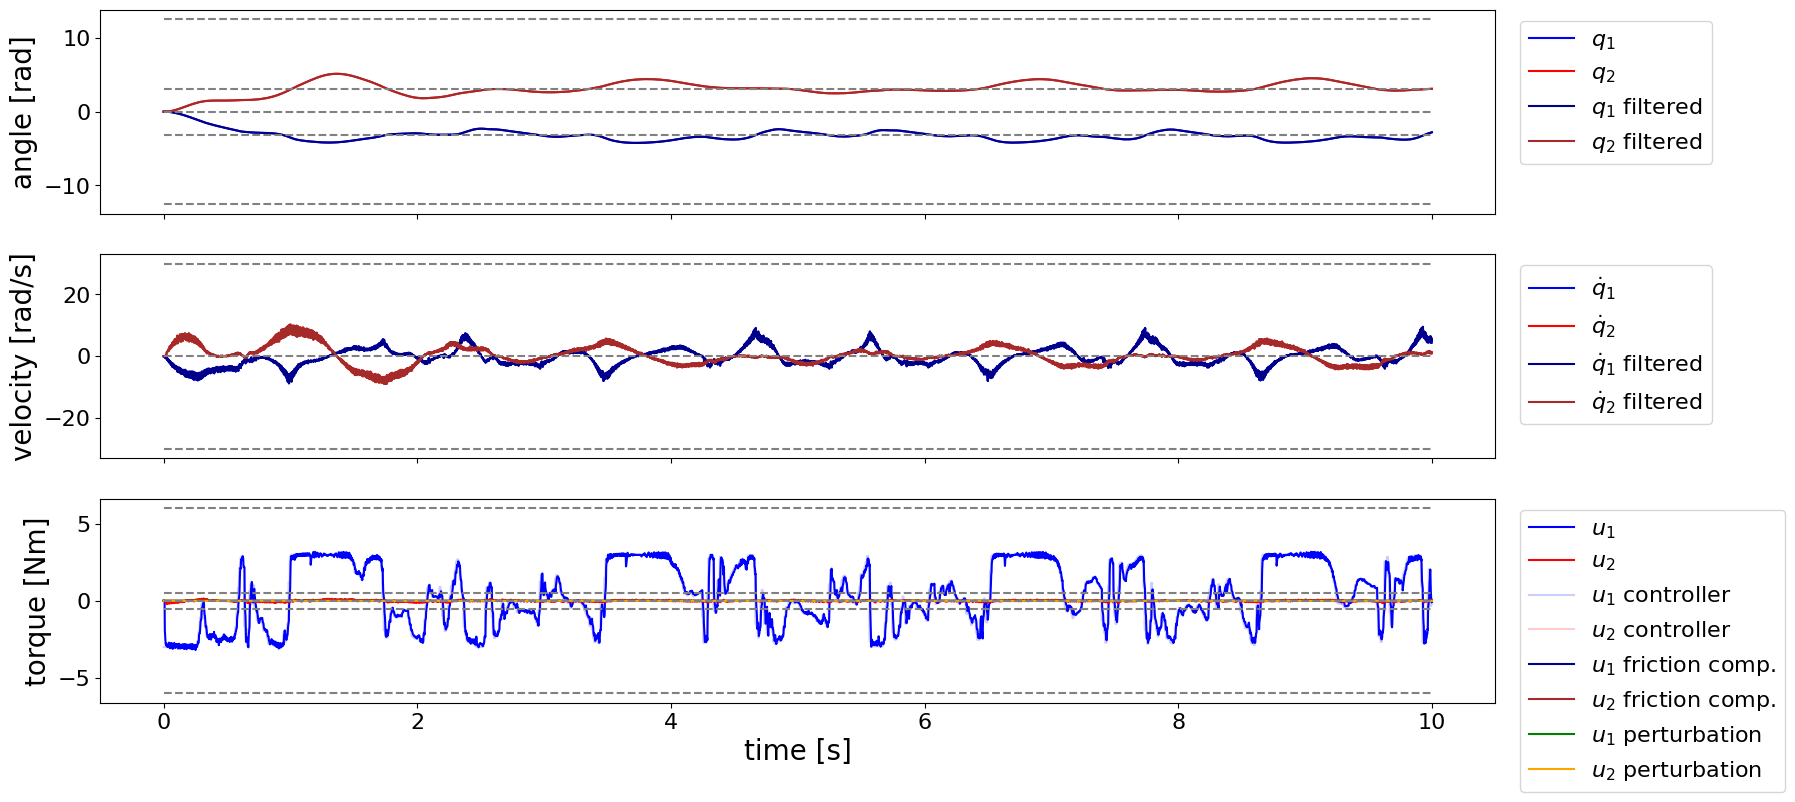 angle [rad]
10
0
−10
q₁
q₂
q₁ filtered
q₂ filtered
velocity [rad/s]
20
0
−20
q̇₁
q̇₂
q̇₁ filtered
q̇₂ filtered
torque [Nm]
5
0
−5
0 2 4 6 8 10
time [s]
u₁
u₂
u₁ controller
u₂ controller
u₁ friction comp.
u₂ friction comp.
u₁ perturbation
u₂ perturbation